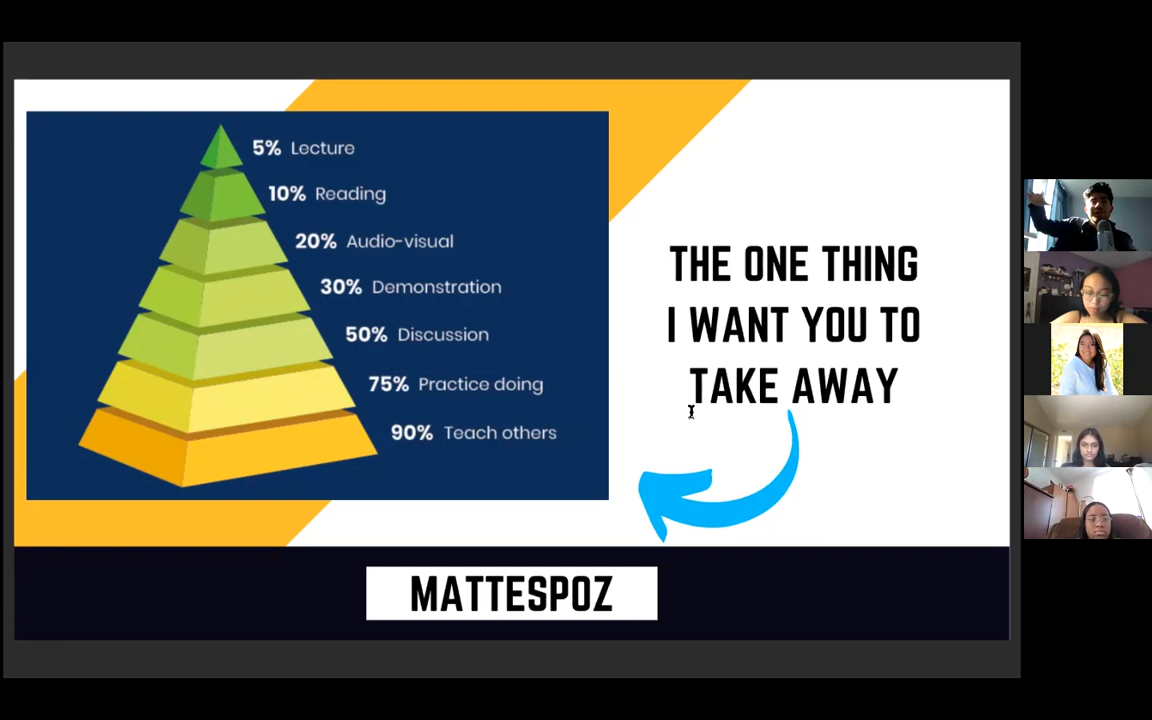 5% Lecture
10% Reading
20% Audio-visual
30% Demonstration
50% Discussion
75% Practice doing
90% Teach others
THE ONE THING
I WANT YOU TO
TAKE AWAY
MATTESPOZ